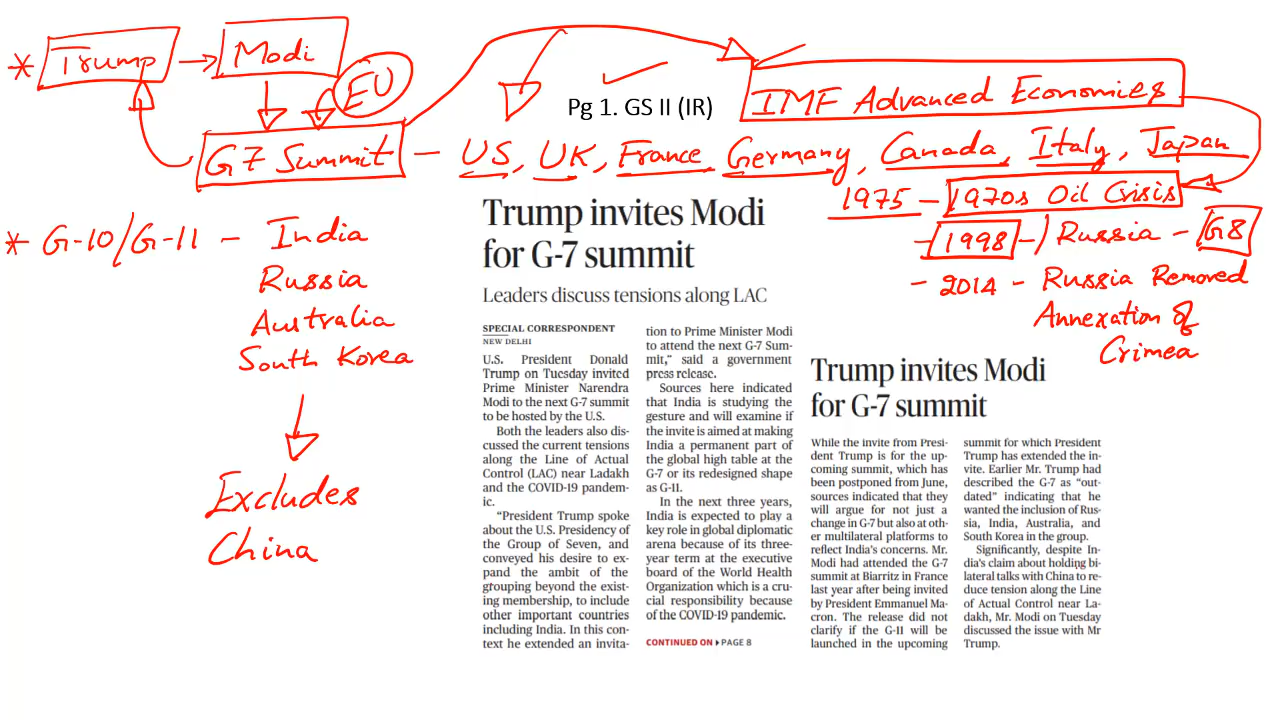 * Trump → Modi
EU
Pg 1. GS II (IR)
IMF Advanced Economies
G7 Summit – US, UK, France, Germany, Canada, Italy, Japan
1975 – 1970s Oil Crisis
– 1998 – Russia – G8
– 2014 – Russia Removed
Annexation of
Crimea
* G-10/G-11 – India
Russia
Australia
South Korea
Excludes
China
Trump invites Modi
for G-7 summit
Leaders discuss tensions along LAC
SPECIAL CORRESPONDENT
NEW DELHI
U.S. President Donald
Trump on Tuesday invited
Prime Minister Narendra
Modi to the next G-7 summit
to be hosted by the U.S.
Both the leaders also dis-
cussed the current tensions
along the Line of Actual
Control (LAC) near Ladakh
and the COVID-19 pandem-
ic.
“President Trump spoke
about the U.S. Presidency of
the Group of Seven, and
conveyed his desire to ex-
pand the ambit of the
grouping beyond the exist-
ing membership, to include
other important countries
including India. In this con-
text he extended an invita-
tion to Prime Minister Modi
to attend the next G-7 Sum-
mit,” said a government
press release.
Sources here indicated
that India is studying the
gesture and will examine if
the invite is aimed at making
India a permanent part of
the global high table at the
G-7 or its redesigned shape
as G-11.
In the next three years,
India is expected to play a
key role in global diplomatic
arena because of its three-
year term at the executive
board of the World Health
Organization which is a cru-
cial responsibility because
of the COVID-19 pandemic.
CONTINUED ON ▸ PAGE 8
Trump invites Modi
for G-7 summit
While the invite from Presi-
dent Trump is for the up-
coming summit, which has
been postponed from June,
sources indicated that they
will argue for not just a
change in G-7 but also at oth-
er multilateral platforms to
reflect India’s concerns. Mr.
Modi had attended the G-7
summit at Biarritz in France
last year after being invited
by President Emmanuel Ma-
cron. The release did not
clarify if the G-11 will be
launched in the upcoming
summit for which President
Trump has extended the in-
vite. Earlier Mr. Trump had
described the G-7 as “out-
dated” indicating that he
wanted the inclusion of Rus-
sia, India, Australia, and
South Korea in the group.
Significantly, despite In-
dia’s claim about holding bi-
lateral talks with China to re-
duce tension along the Line
of Actual Control near La-
dakh, Mr. Modi on Tuesday
discussed the issue with Mr
Trump.